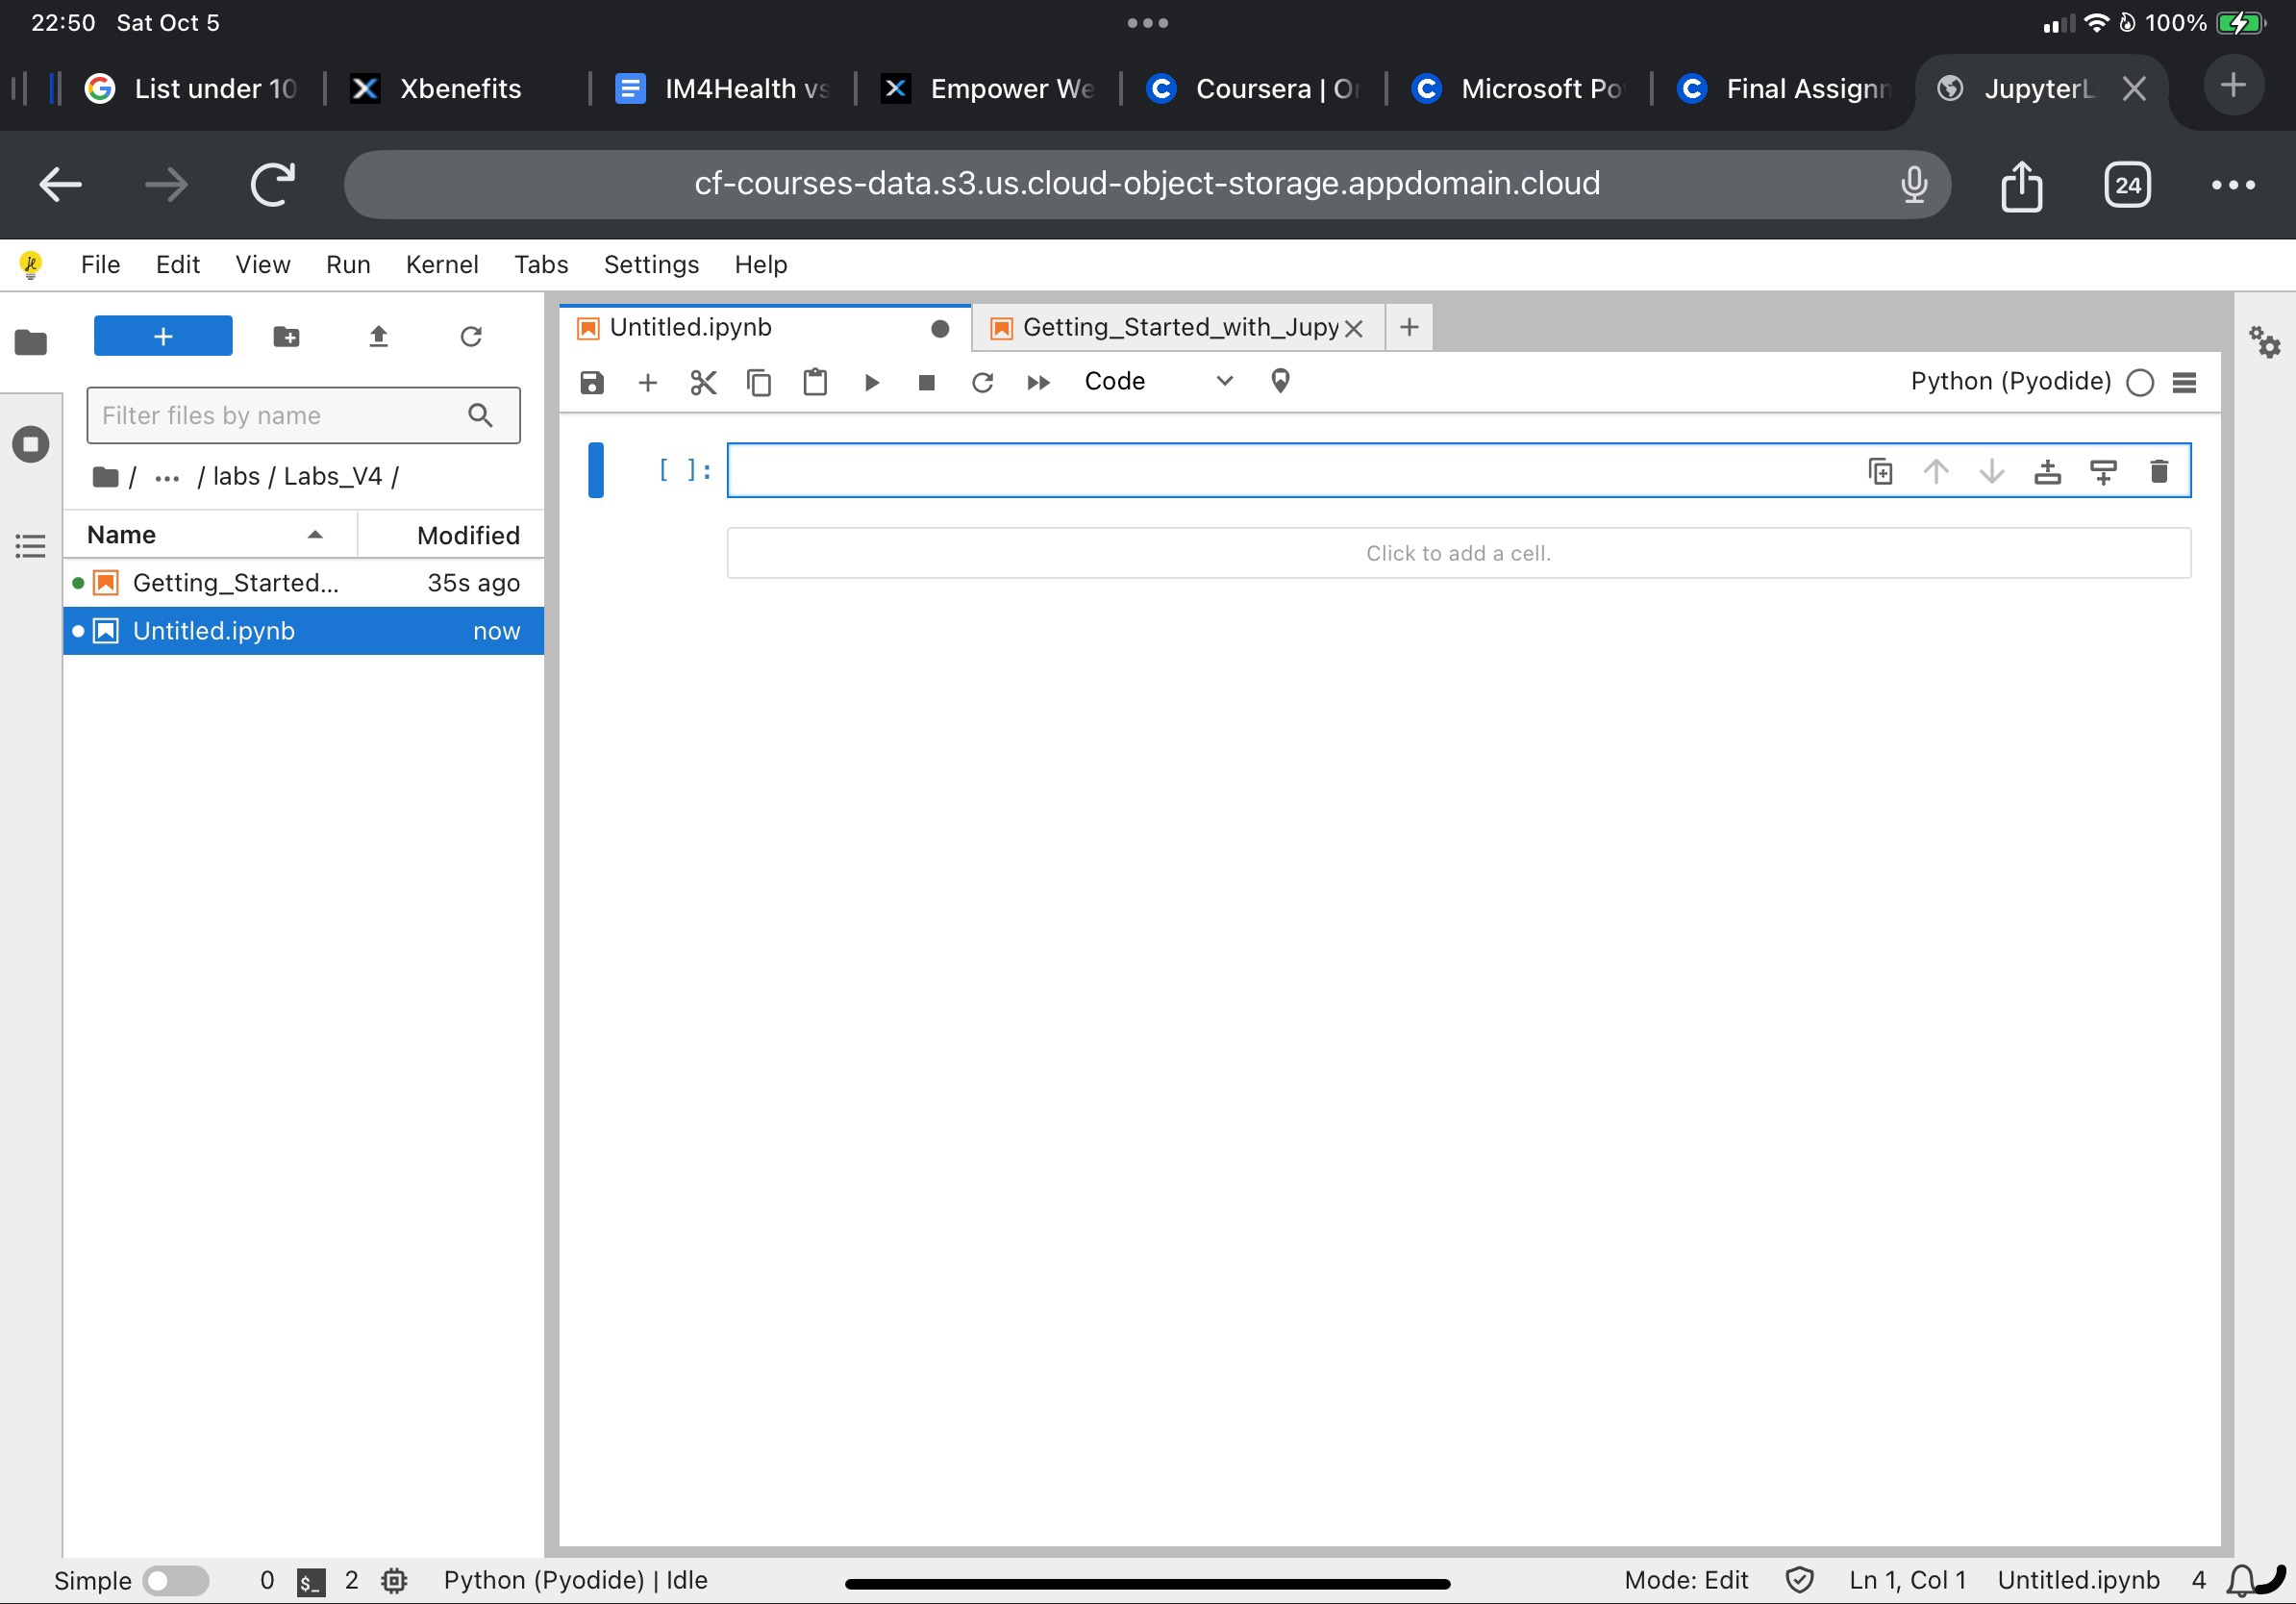 22:50 Sat Oct 5
100%
List under 10
Xbenefits
IM4Health vs
Empower We
Coursera | O
Microsoft Po
Final Assignm
JupyterL
cf-courses-data.s3.us.cloud-object-storage.appdomain.cloud
24
File Edit View Run Kernel Tabs Settings Help
+
Filter files by name
/ ... / labs / Labs_V4 /
Name Modified
Getting_Started... 35s ago
Untitled.ipynb now
Untitled.ipynb
Getting_Started_with_Jupy
Code
Python (Pyodide)
[ ]:
Click to add a cell.
Simple 0 $_ 2 Python (Pyodide) | Idle
Mode: Edit Ln 1, Col 1 Untitled.ipynb 4